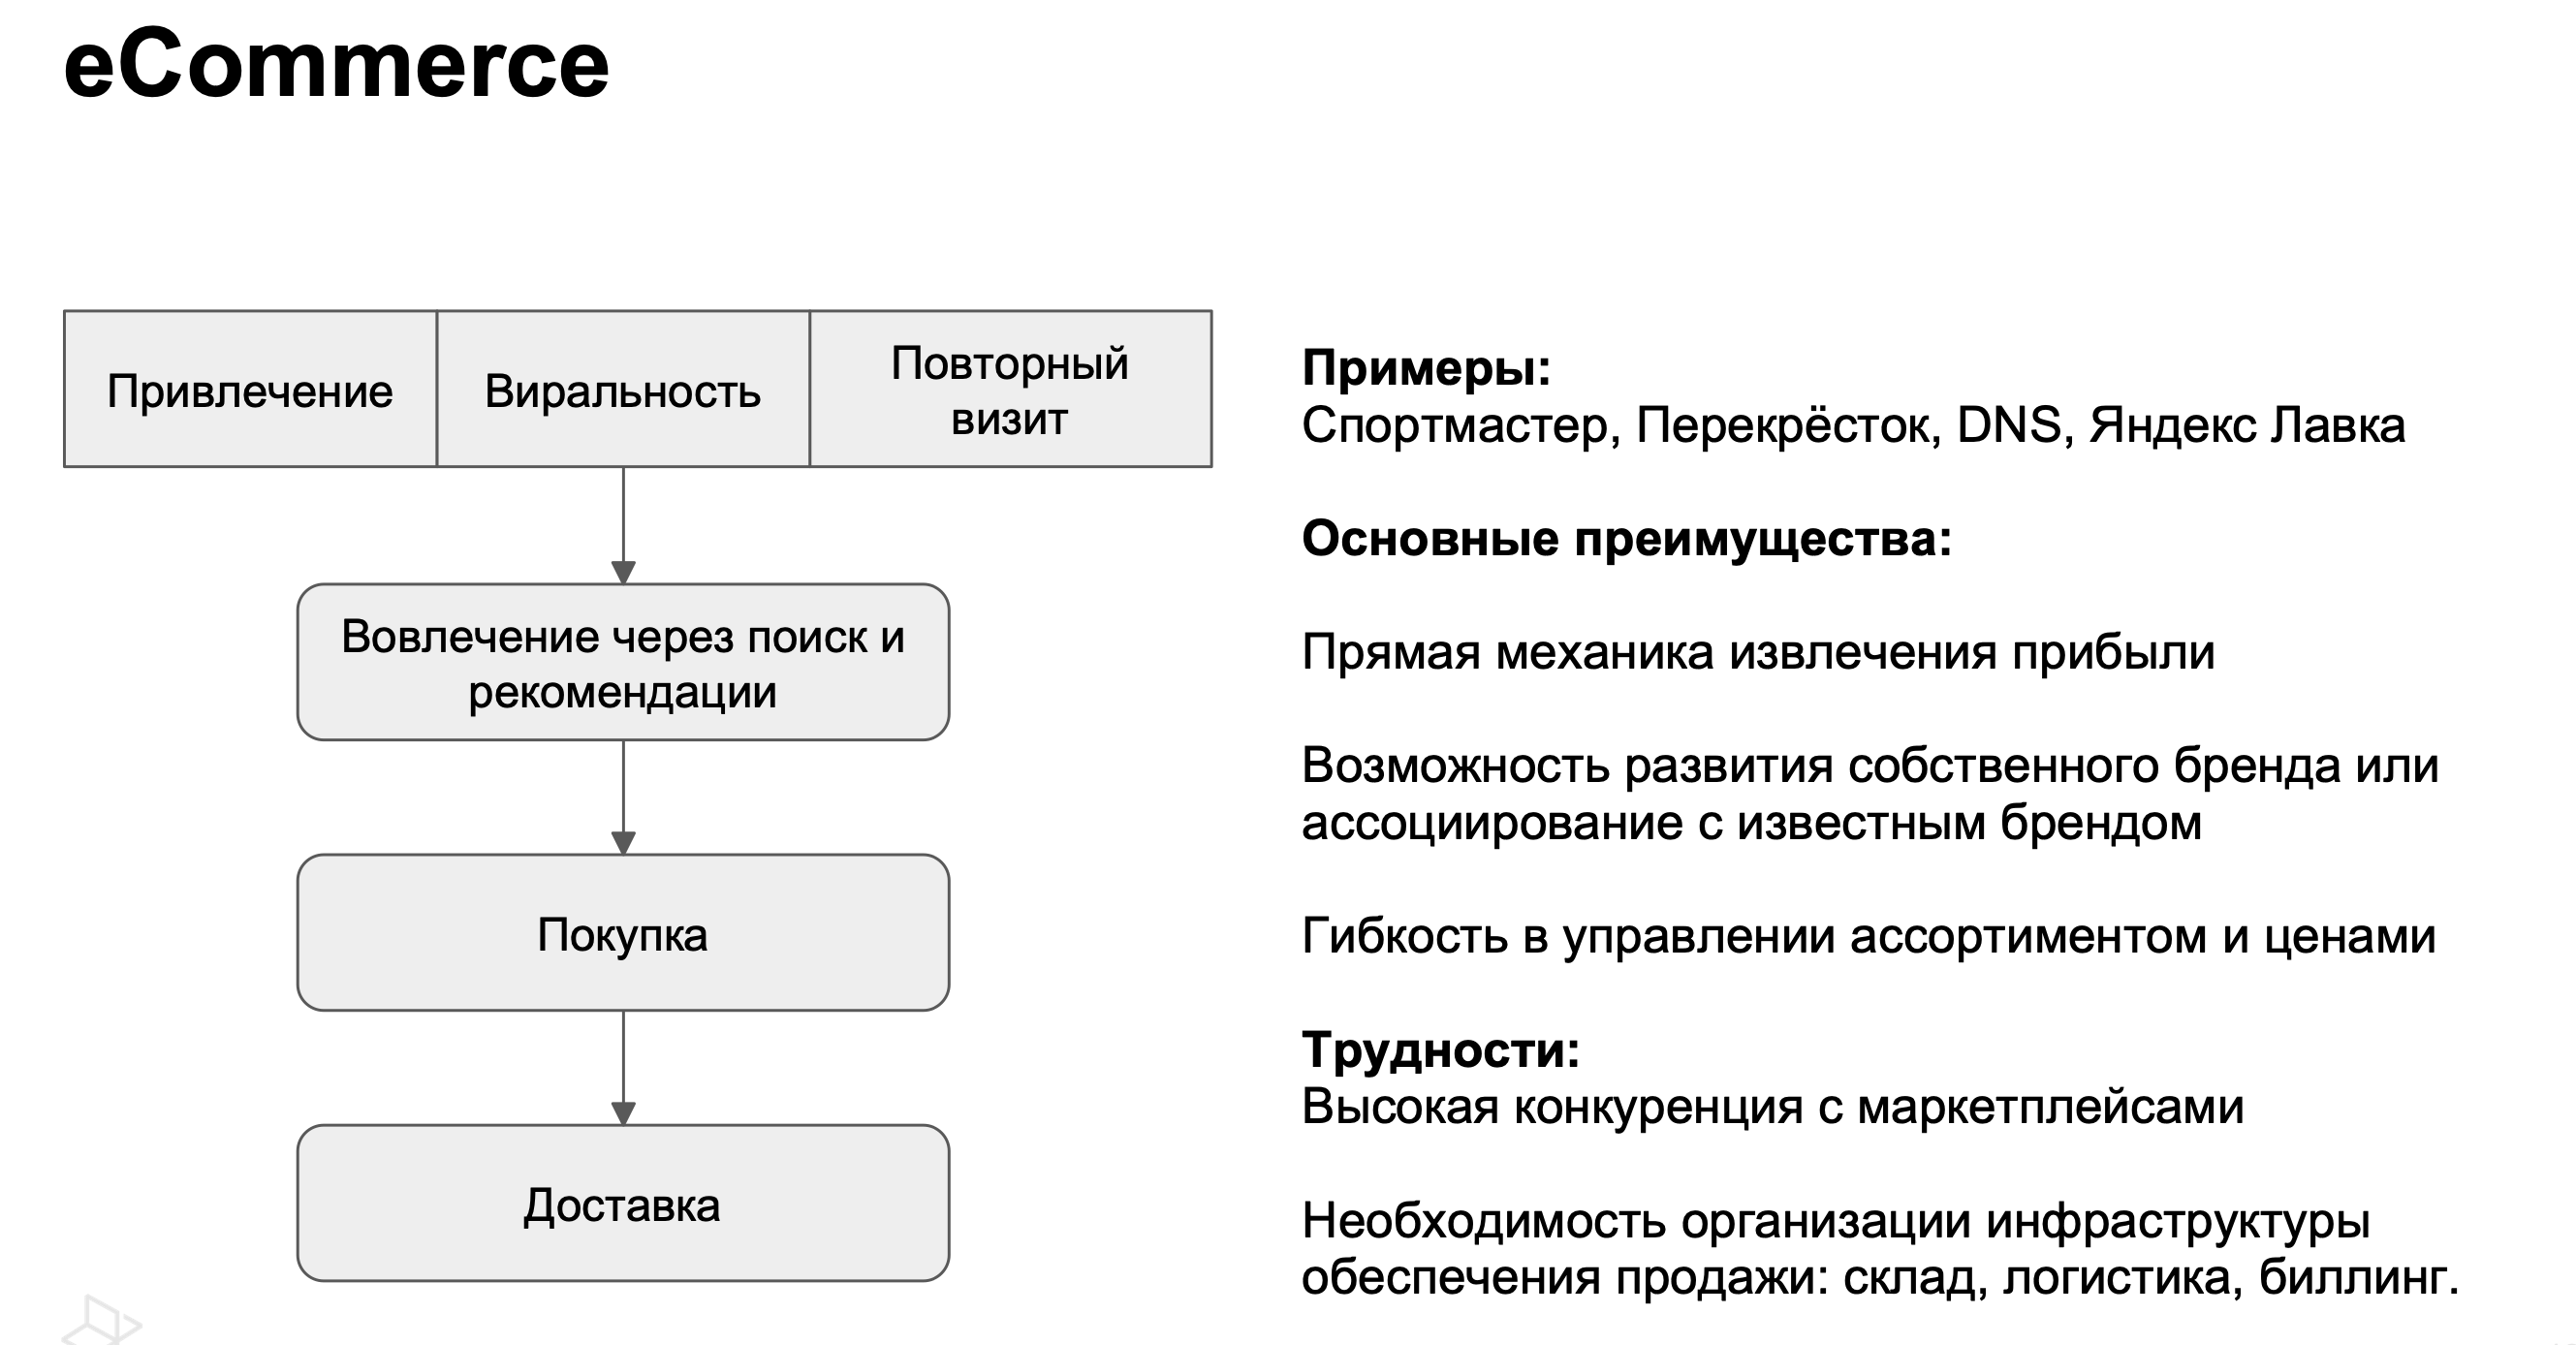 eCommerce
Привлечение
Виральность
Повторный
визит
Вовлечение через поиск и
рекомендации
Покупка
Доставка
Примеры:
Спортмастер, Перекрёсток, DNS, Яндекс Лавка
Основные преимущества:
Прямая механика извлечения прибыли
Возможность развития собственного бренда или
ассоциирование с известным брендом
Гибкость в управлении ассортиментом и ценами
Трудности:
Высокая конкуренция с маркетплейсами
Необходимость организации инфраструктуры
обеспечения продажи: склад, логистика, биллинг.